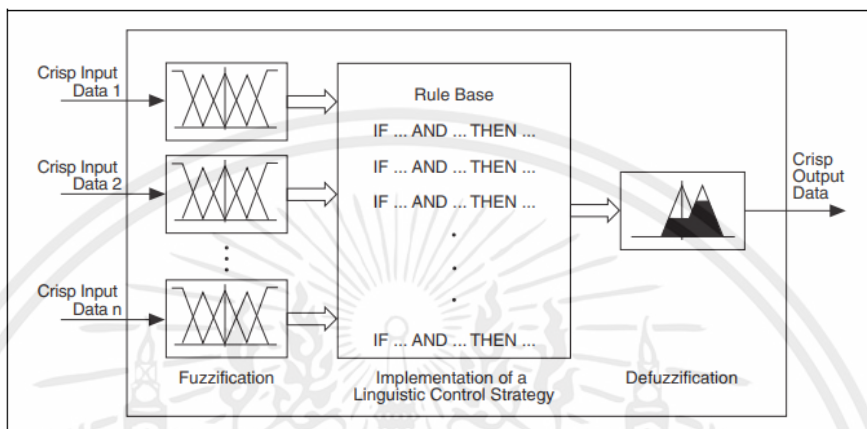 Crisp Input
Data 1
Crisp Input
Data 2
Crisp Input
Data n
Fuzzification
Rule Base
IF ... AND ... THEN ...
IF ... AND ... THEN ...
IF ... AND ... THEN ...
IF ... AND ... THEN ...
Implementation of a
Linguistic Control Strategy
Defuzzification
Crisp
Output
Data